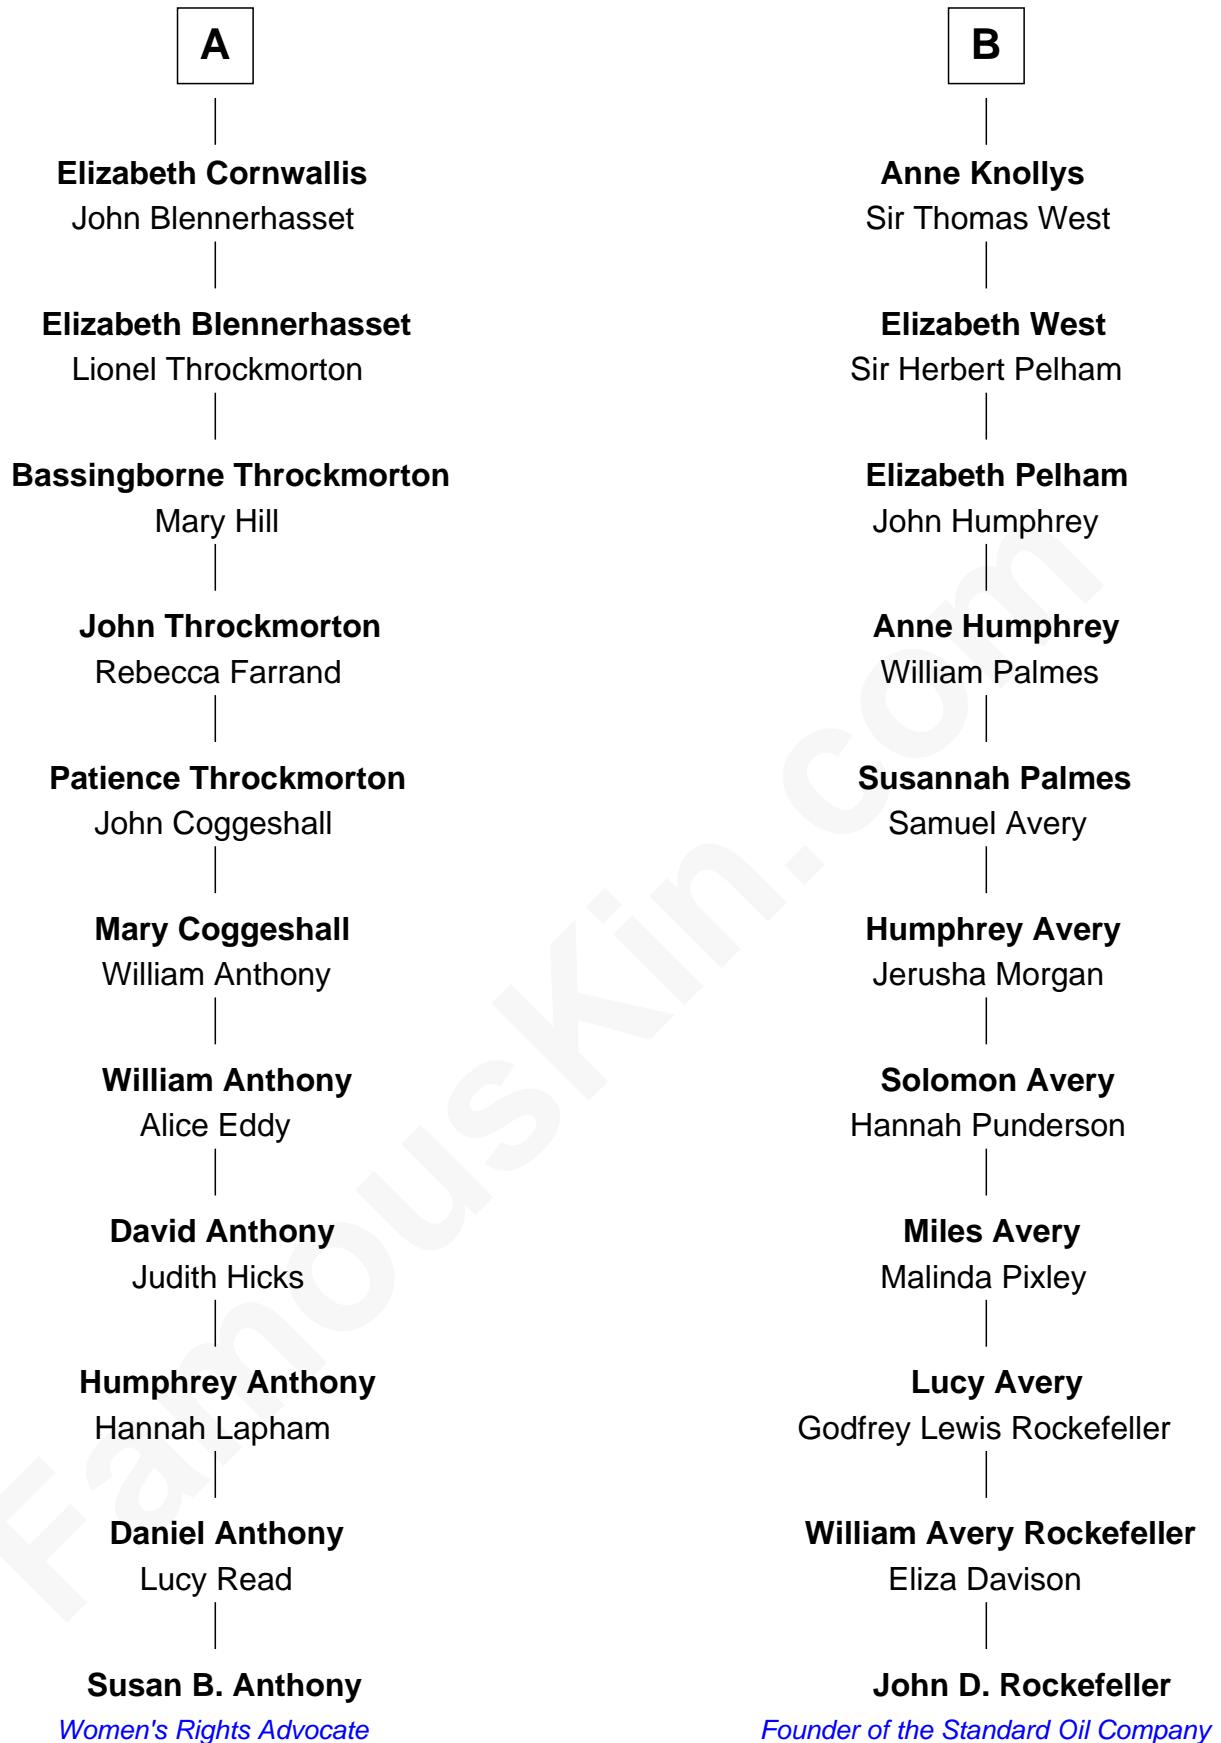 A
Elizabeth Cornwallis
John Blennerhasset
Elizabeth Blennerhasset
Lionel Throckmorton
Bassingborne Throckmorton
Mary Hill
John Throckmorton
Rebecca Farrand
Patience Throckmorton
John Coggeshall
Mary Coggeshall
William Anthony
William Anthony
Alice Eddy
David Anthony
Judith Hicks
Humphrey Anthony
Hannah Lapham
Daniel Anthony
Lucy Read
Susan B. Anthony
Women's Rights Advocate
B
Anne Knollys
Sir Thomas West
Elizabeth West
Sir Herbert Pelham
Elizabeth Pelham
John Humphrey
Anne Humphrey
William Palmes
Susannah Palmes
Samuel Avery
Humphrey Avery
Jerusha Morgan
Solomon Avery
Hannah Punderson
Miles Avery
Malinda Pixley
Lucy Avery
Godfrey Lewis Rockefeller
William Avery Rockefeller
Eliza Davison
John D. Rockefeller
Founder of the Standard Oil Company
FamousKin.com